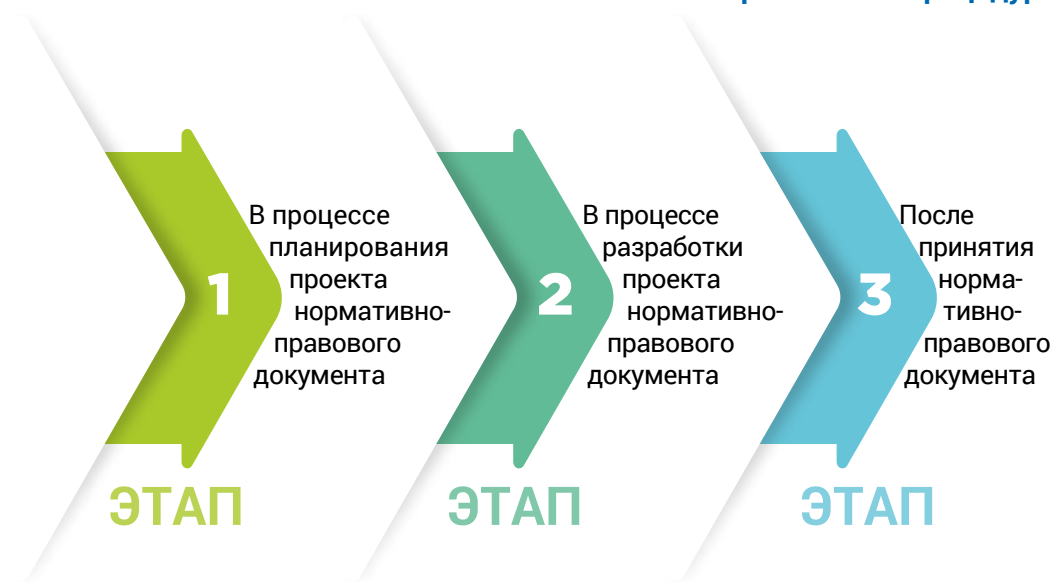 1
В процессе
планирования
проекта
нормативно-
правового
документа
ЭТАП
2
В процессе
разработки
проекта
нормативно-
правового
документа
ЭТАП
3
После
принятия
норма-
тивно-
правового
документа
ЭТАП